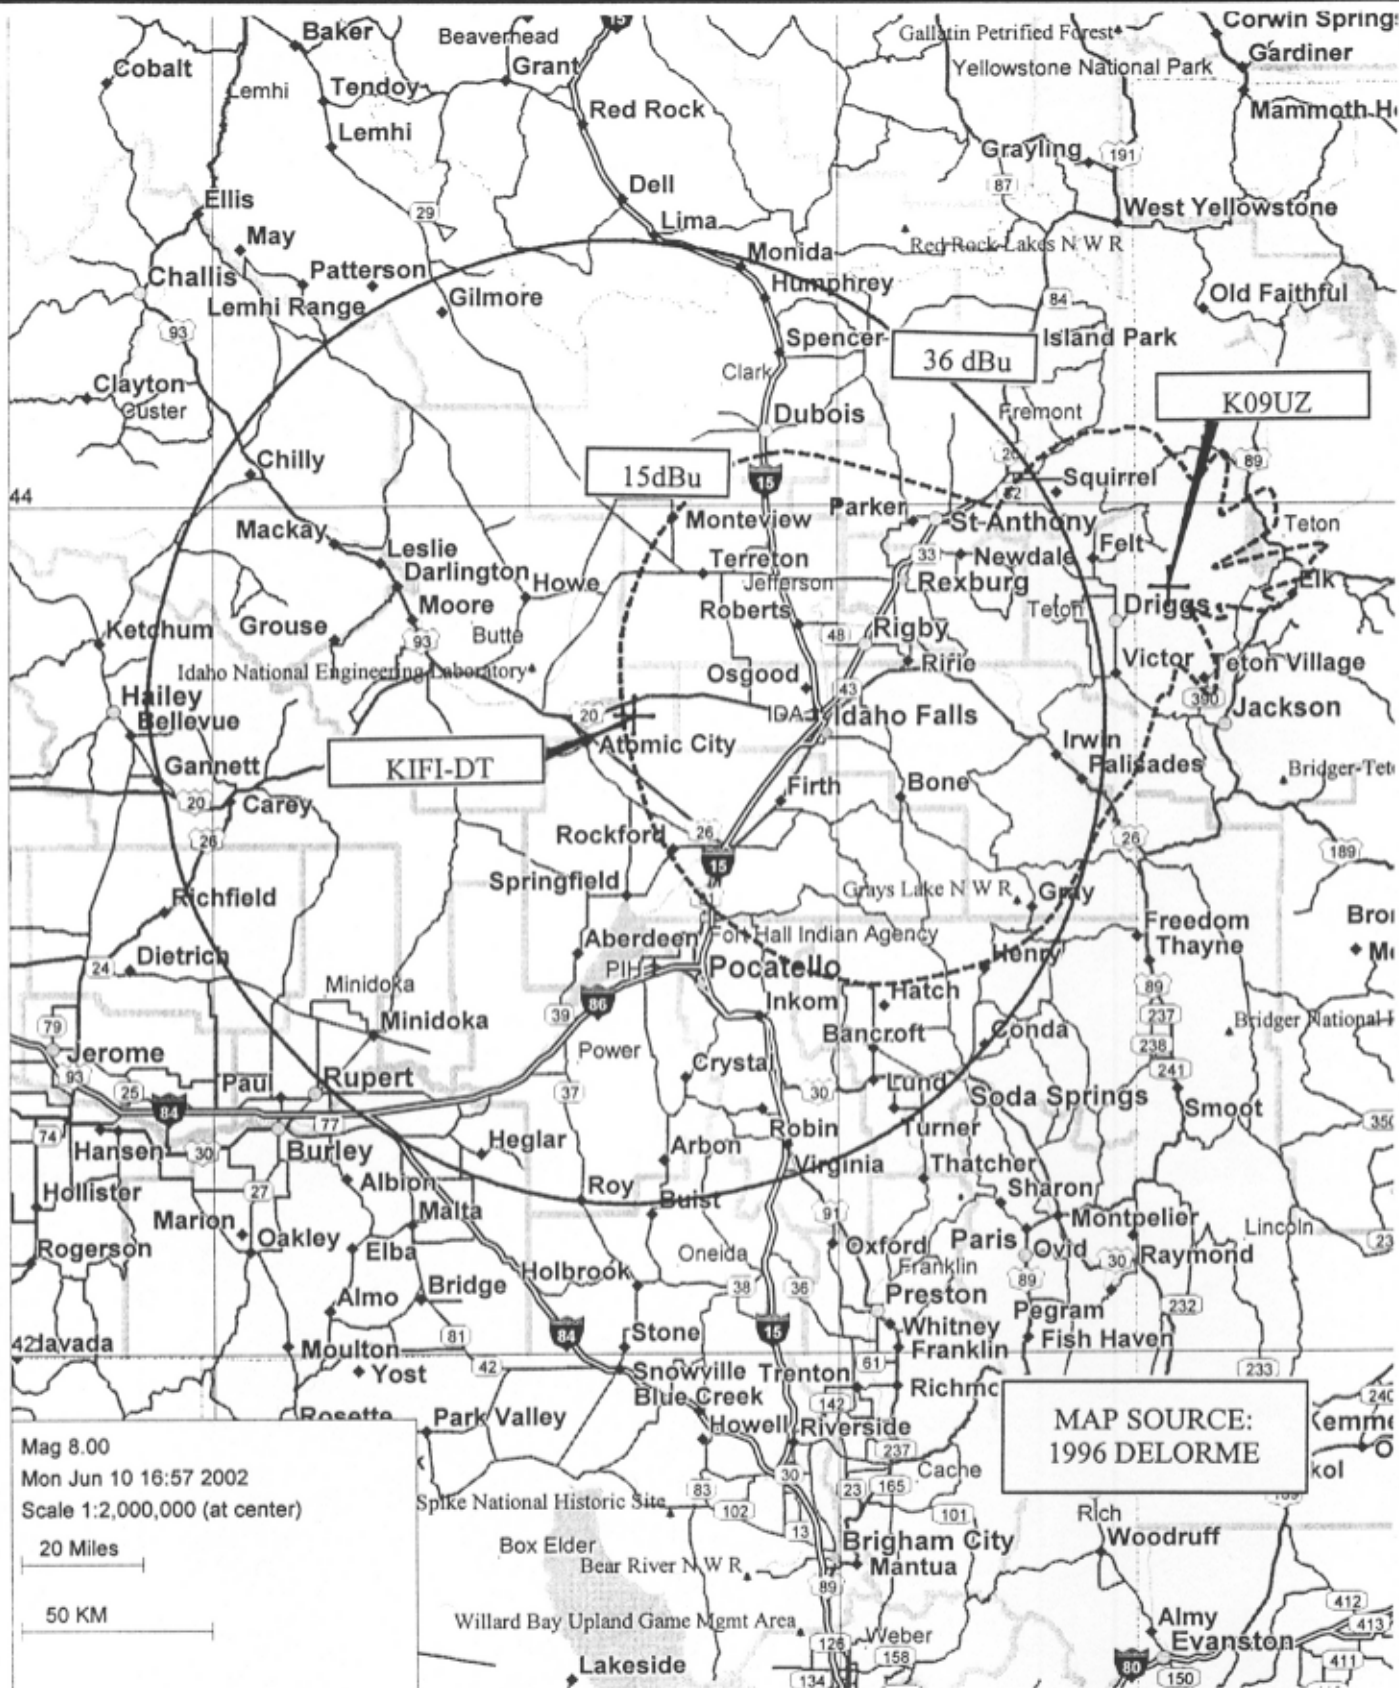 15
Corwin Spring
Baker
Beaverhead
Gallatin Petrified Forest
Gardiner
Cobalt
Grant
Yellowstone National Park
Lemhi
Tendoy
Mammoth H
Red Rock
Lemhi
Grayling
191
87
Dell
Ellis
29
Lima
West Yellowstone
May
Monida
Red Rock Lakes N W R
Challis
Patterson
Humphrey
Lemhi Range
Gilmore
84
Old Faithful
93
Spencer
36 dBu
Island Park
Clark
Clayton
K09UZ
Custer
Dubois
Fremont
Chilly
15dBu
20
89
15
Squirrel
44
32
Monteview
Parker
St Anthony
Teton
Mackay
Leslie
Terreton
33
Newdale
Felt
Darlington
Howe
Jefferson
Rexburg
Elk
Moore
Roberts
Teton
Driggs
Ketchum
Grouse
93
Butte
48
Rigby
Idaho National Engineering Laboratory
Ririe
Victor
Teton Village
Osgood
43
390
Hailey
20
IDA
Idaho Falls
Jackson
Bellevue
Atomic City
Irwin
KIFI-DT
Palisades
Gannett
Bridger-Tet
20
Carey
Firth
Bone
26
Rockford
26
26
15
189
Springfield
Grays Lake N W R
Gray
Richfield
Freedom
Bro
Aberdeen
Fort Hall Indian Agency
Thayne
Dietrich
Henry
24
PIH
Pocatello
Minidoka
86
Hatch
89
39
Inkom
237
Minidoka
Bancroft
Conda
Bridger National
79
Power
238
Jerome
Crysta
93
25
Paul
Rupert
37
30
Lund
241
84
Soda Springs
Smoot
77
74
Robin
Turner
Hansen
30
Burley
Heglar
Arbon
Virginia
Thatcher
27
Albion
Hollister
Roy
Sharon
Malta
Buist
91
Marion
Montpelier
Lincoln
Oakley
Elba
Oneida
Oxford
Paris
Ovid
Raymond
Rogerson
30
Franklin
Holbrook
89
Bridge
38
36
Preston
Almo
Pegram
232
81
84
Stone
15
Whitney
Fish Haven
42
Moulton
Franklin
Yost
42
Snowville
Trenton
61
233
Blue Creek
Richmo
142
Rosette
Park Valley
Howell
Riverside
MAP SOURCE:
1996 DELORME
Kemme
240
Mag 8.00
237
kol
Mon Jun 10 16:57 2002
30
Cache
83
23
165
Scale 1:2,000,000 (at center)
Spike National Historic Site
102
101
13
Rich
20 Miles
Box Elder
Brigham City
Woodruff
Bear River N W R
Mantua
89
50 KM
412
Willard Bay Upland Game Mgmt Area
Almy
413
126
Weber
Evanston
158
411
Lakeside
80
134
150